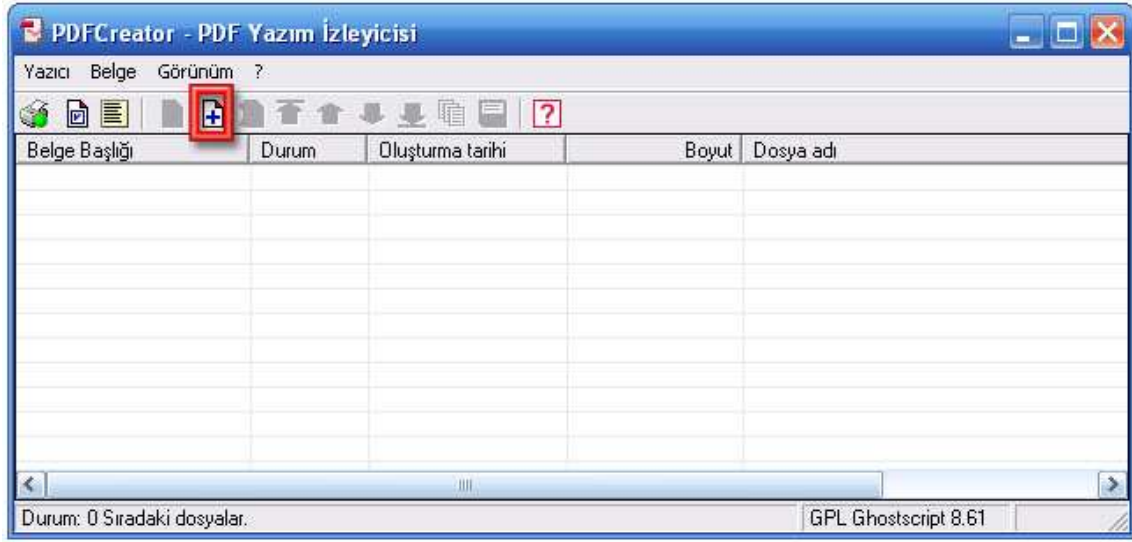 PDFCreator - PDF Yazım İzleyicisi
Yazıcı Belge Görünüm ?
Belge Başlığı Durum Oluşturma tarihi Boyut Dosya adı
Durum: 0 Sıradaki dosyalar. GPL Ghostscript 8.61